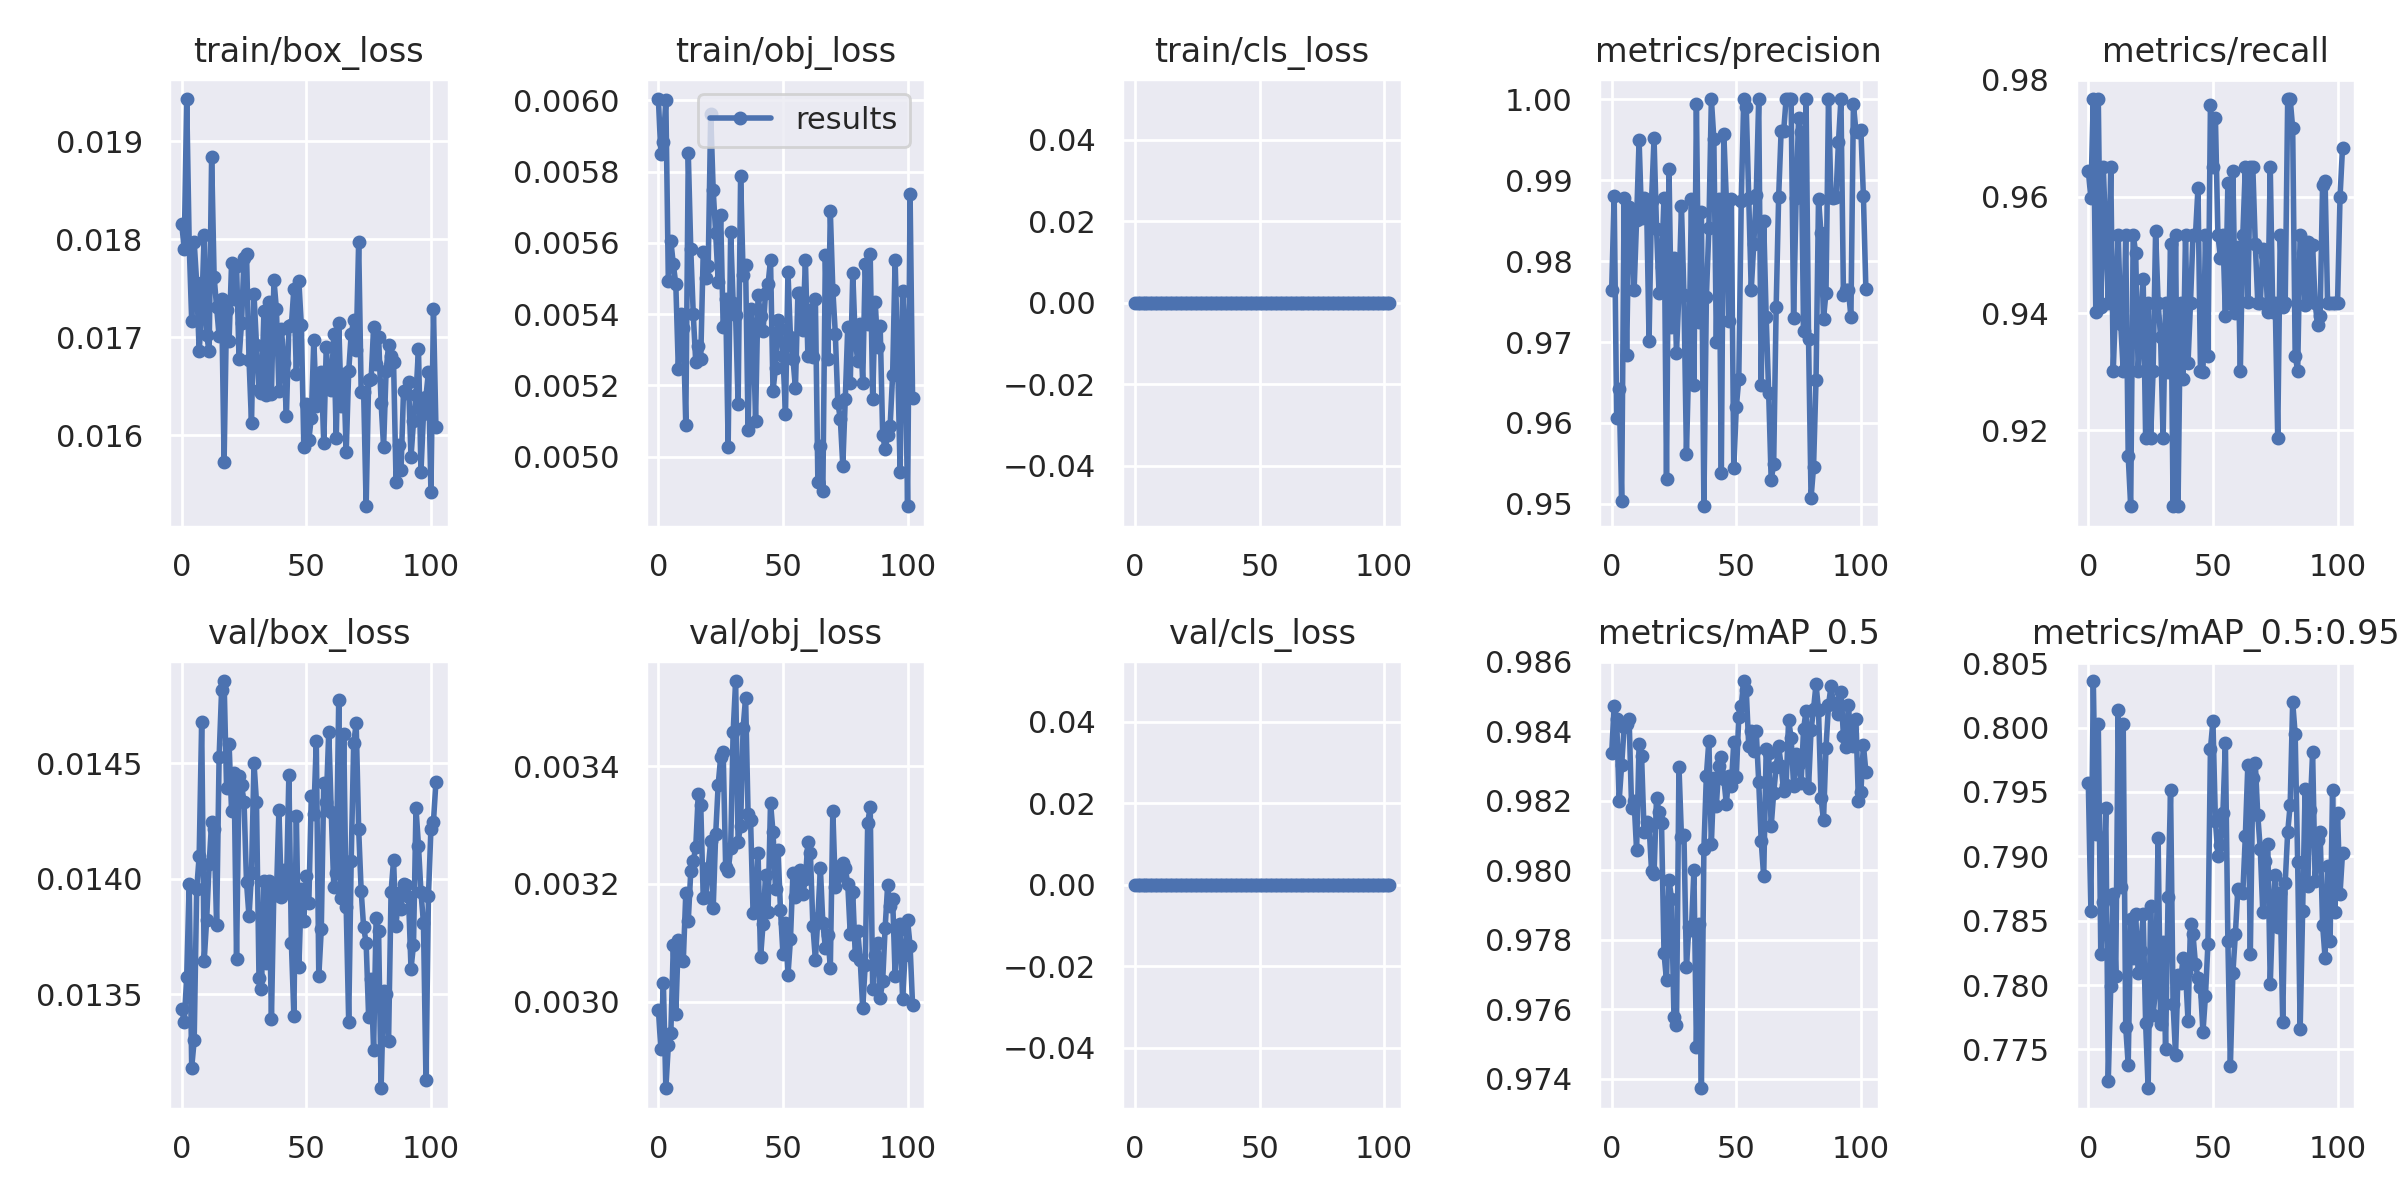 train/box_loss
0.019
0.018
0.017
0.016
0 50 100
train/obj_loss
results
0.0060
0.0058
0.0056
0.0054
0.0052
0.0050
0 50 100
train/cls_loss
0.04
0.02
0.00
−0.02
−0.04
0 50 100
metrics/precision
1.00
0.99
0.98
0.97
0.96
0.95
0 50 100
metrics/recall
0.98
0.96
0.94
0.92
0 50 100
val/box_loss
0.0145
0.0140
0.0135
0 50 100
val/obj_loss
0.0034
0.0032
0.0030
0 50 100
val/cls_loss
0.04
0.02
0.00
−0.02
−0.04
0 50 100
metrics/mAP_0.5
0.986
0.984
0.982
0.980
0.978
0.976
0.974
0 50 100
metrics/mAP_0.5:0.95
0.805
0.800
0.795
0.790
0.785
0.780
0.775
0 50 100